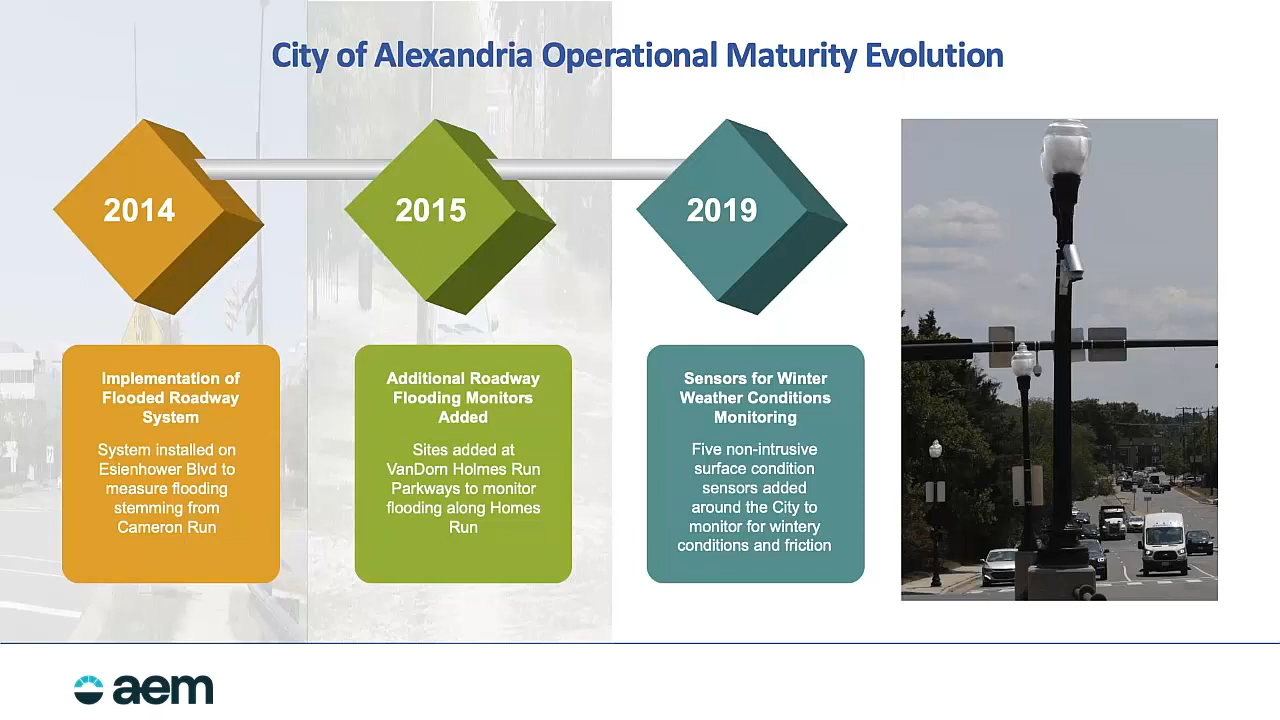 City of Alexandria Operational Maturity Evolution
2014
2015
2019
Implementation of
Flooded Roadway
System
System installed on
Esienhower Blvd to
measure flooding
stemming from
Cameron Run
Additional Roadway
Flooding Monitors
Added
Sites added at
VanDorn Holmes Run
Parkways to monitor
flooding along Homes
Run
Sensors for Winter
Weather Conditions
Monitoring
Five non-intrusive
surface condition
sensors added
around the City to
monitor for wintery
conditions and friction
aem